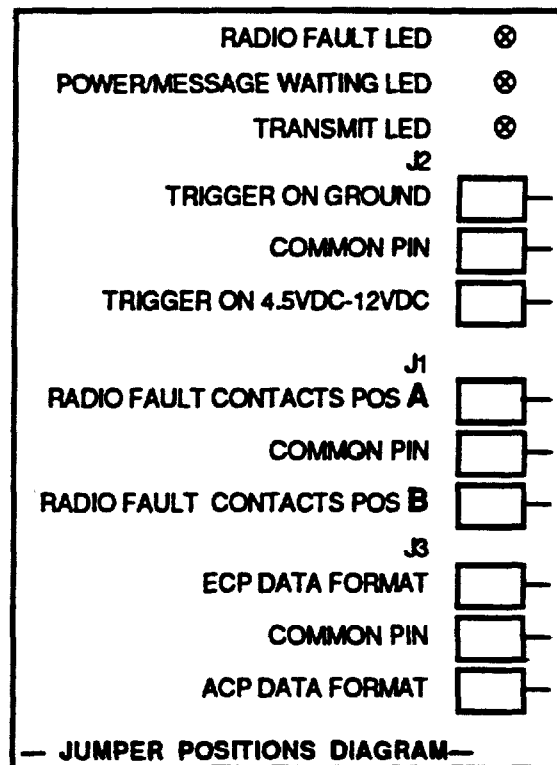 RADIO FAULT LED
POWER/MESSAGE WAITING LED
TRANSMIT LED
J2
TRIGGER ON GROUND
COMMON PIN
TRIGGER ON 4.5VDC-12VDC
J1
RADIO FAULT CONTACTS POS A
COMMON PIN
RADIO FAULT CONTACTS POS B
J3
ECP DATA FORMAT
COMMON PIN
ACP DATA FORMAT
— JUMPER POSITIONS DIAGRAM—